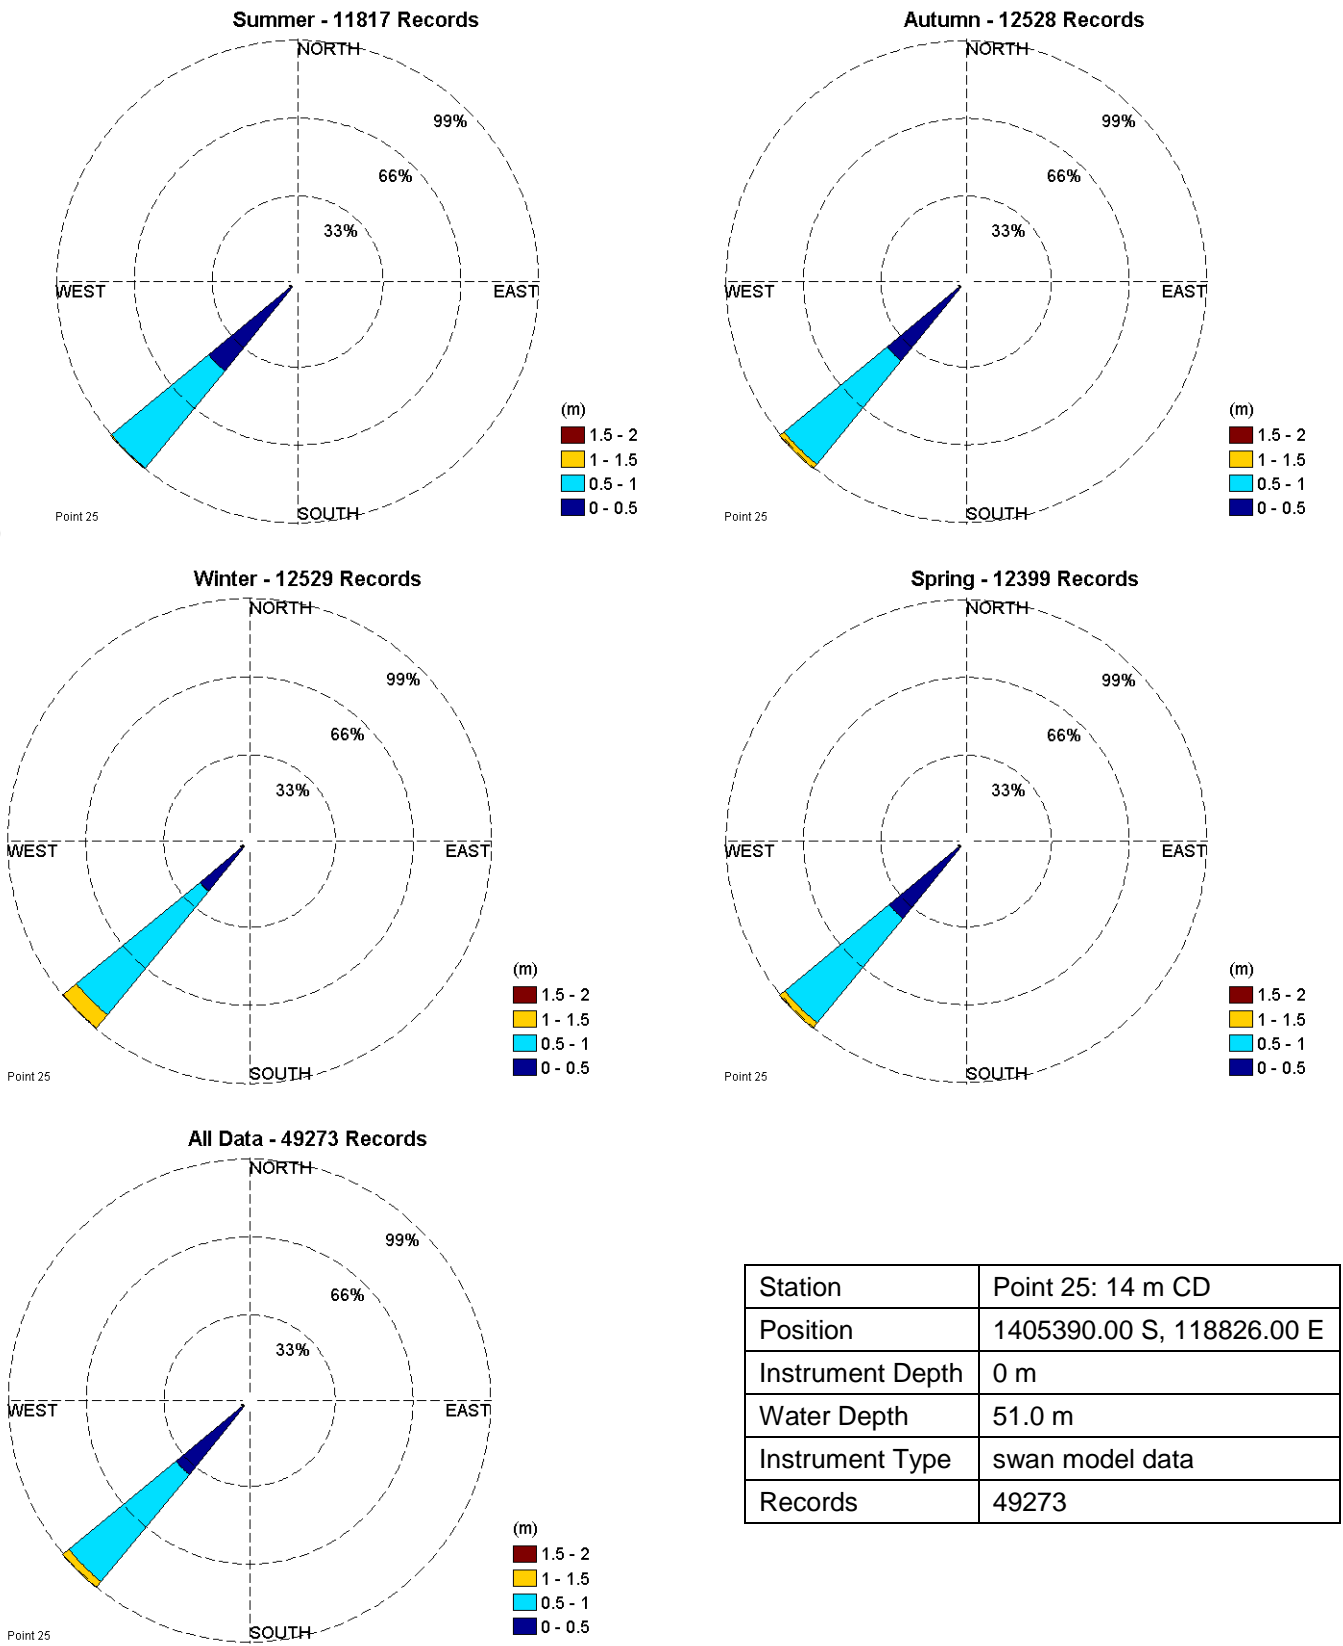 Summer - 11817 Records
NORTH
99%
66%
33%
WEST
EAST
SOUTH
(m)
1.5 - 2
1 - 1.5
0.5 - 1
0 - 0.5
Point 25
Autumn - 12528 Records
NORTH
99%
66%
33%
WEST
EAST
SOUTH
(m)
1.5 - 2
1 - 1.5
0.5 - 1
0 - 0.5
Point 25
Winter - 12529 Records
NORTH
99%
66%
33%
WEST
EAST
SOUTH
(m)
1.5 - 2
1 - 1.5
0.5 - 1
0 - 0.5
Point 25
Spring - 12399 Records
NORTH
99%
66%
33%
WEST
EAST
SOUTH
(m)
1.5 - 2
1 - 1.5
0.5 - 1
0 - 0.5
Point 25
All Data - 49273 Records
NORTH
99%
66%
33%
WEST
EAST
SOUTH
(m)
1.5 - 2
1 - 1.5
0.5 - 1
0 - 0.5
Point 25
Station Point 25: 14 m CD
Position 1405390.00 S, 118826.00 E
Instrument Depth 0 m
Water Depth 51.0 m
Instrument Type swan model data
Records 49273